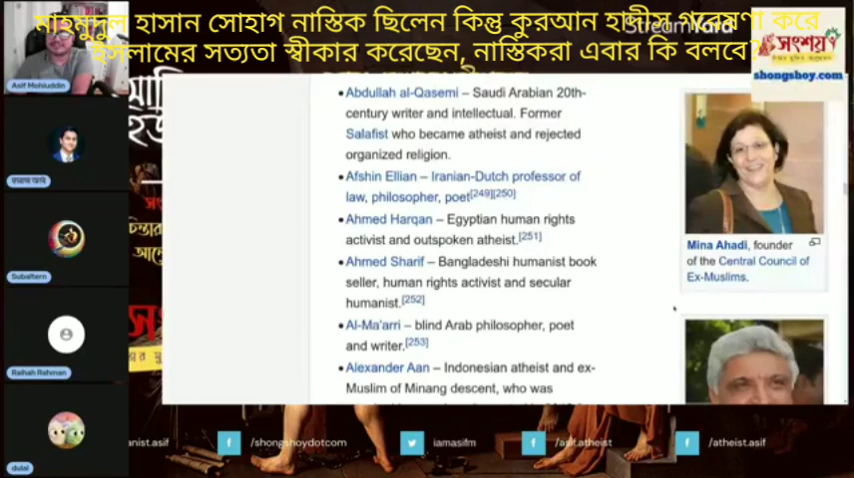 মাহমুদুল হাসান সোহাগ নাস্তিক ছিলেন কিন্তু কুরআন হাদীস গবেষণা করে
ইসলামের সত্যতা স্বীকার করেছেন, নাস্তিকরা এবার কি বলবে?
StreamYard
সংশয়
shongshoy.com
Asif Mohiuddin
Subaltern
Raihan Rahman
dulal
• Abdullah al-Qasemi – Saudi Arabian 20th-
century writer and intellectual. Former
Salafist who became atheist and rejected
organized religion.
• Afshin Ellian – Iranian-Dutch professor of
law, philosopher, poet[249][250]
• Ahmed Harqan – Egyptian human rights
activist and outspoken atheist.[251]
• Ahmed Sharif – Bangladeshi humanist book
seller, human rights activist and secular
humanist.[252]
• Al-Ma'arri – blind Arab philosopher, poet
and writer.[253]
• Alexander Aan – Indonesian atheist and ex-
Muslim of Minang descent, who was
Mina Ahadi, founder
of the Central Council of
Ex-Muslims.
anist.asif
/shongshoydotcom
iamasifm
/asif.atheist
/atheist.asif